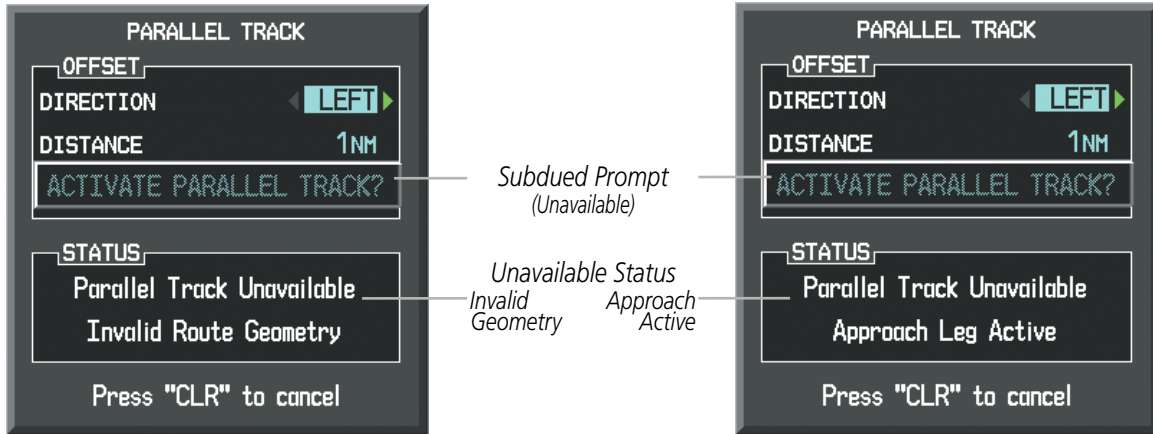 PARALLEL TRACK
OFFSET
DIRECTION LEFT
DISTANCE 1NM
ACTIVATE PARALLEL TRACK?
STATUS
Parallel Track Unavailable
Invalid Route Geometry
Press "CLR" to cancel
Subdued Prompt
(Unavailable)
Unavailable Status
Invalid
Geometry
Approach
Active
PARALLEL TRACK
OFFSET
DIRECTION LEFT
DISTANCE 1NM
ACTIVATE PARALLEL TRACK?
STATUS
Parallel Track Unavailable
Approach Leg Active
Press "CLR" to cancel